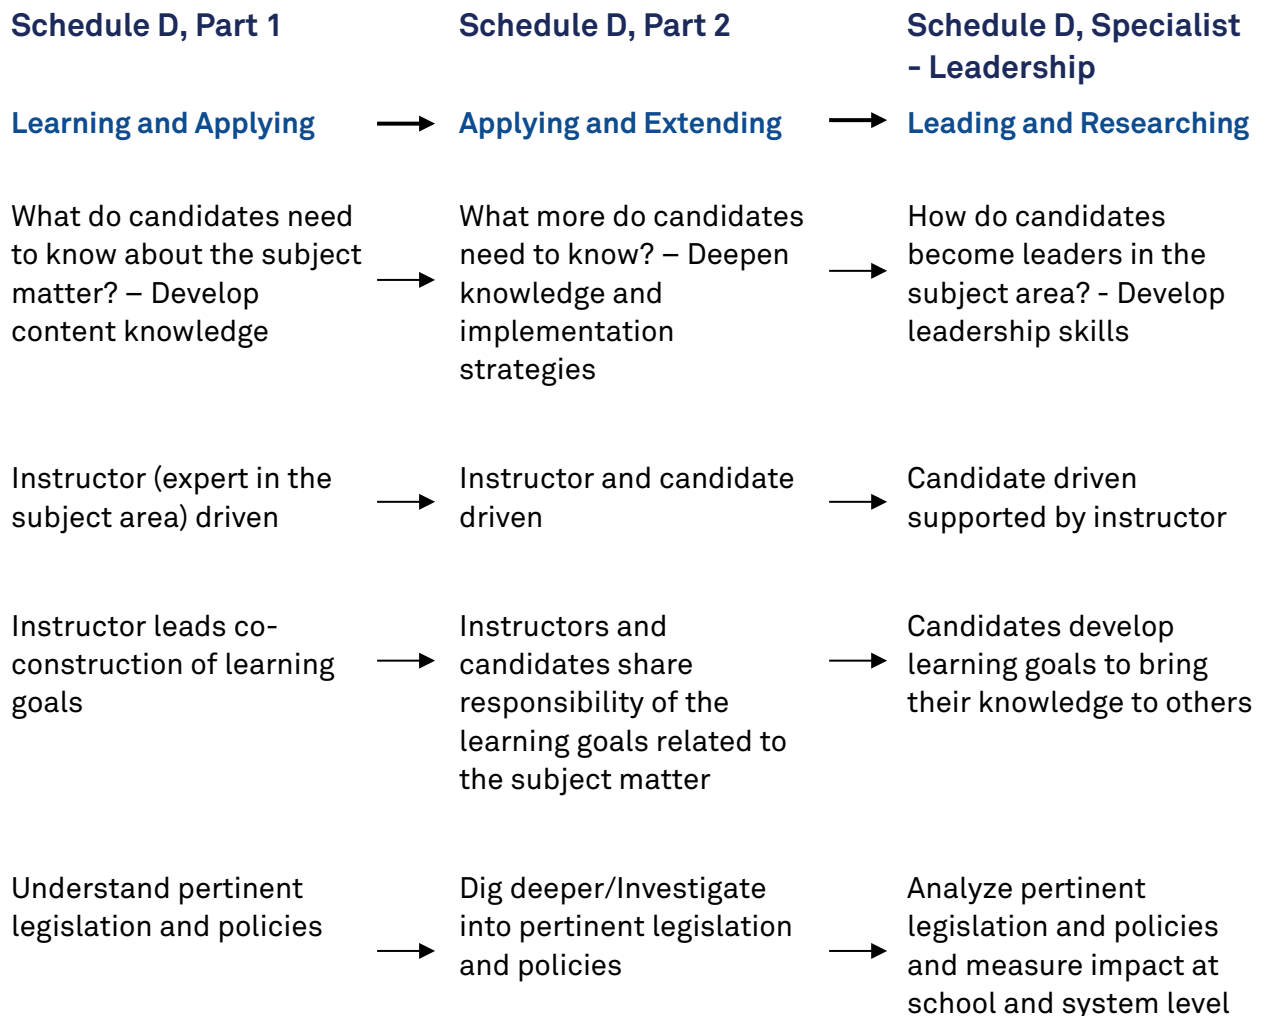 Schedule D, Part 1
Schedule D, Part 2
Schedule D, Specialist
- Leadership
Learning and Applying
Applying and Extending
Leading and Researching
What do candidates need
to know about the subject
matter? – Develop
content knowledge
What more do candidates
need to know? – Deepen
knowledge and
implementation
strategies
How do candidates
become leaders in the
subject area? - Develop
leadership skills
Instructor (expert in the
subject area) driven
Instructor and candidate
driven
Candidate driven
supported by instructor
Instructor leads co-
construction of learning
goals
Instructors and
candidates share
responsibility of the
learning goals related to
the subject matter
Candidates develop
learning goals to bring
their knowledge to others
Understand pertinent
legislation and policies
Dig deeper/Investigate
into pertinent legislation
and policies
Analyze pertinent
legislation and policies
and measure impact at
school and system level